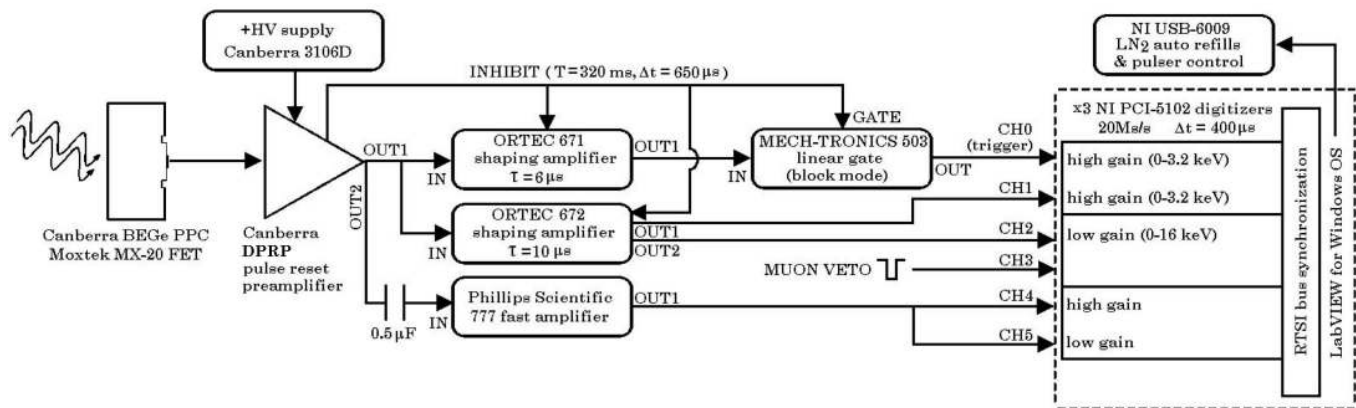 +HV supply
Canberra 3106D
NI USB-6009
LN2 auto refills
& pulser control
INHIBIT ( T=320 ms, Δt=650μs )
x3 NI PCI-5102 digitizers
20Ms/s Δt = 400μs
GATE
OUT1
IN
ORTEC 671
shaping amplifier
τ=6μs
OUT1
IN
MECH-TRONICS 503
linear gate
(block mode)
OUT
CH0
(trigger)
high gain (0-3.2 keV)
CH1
high gain (0-3.2 keV)
OUT2
IN
ORTEC 672
shaping amplifier
τ=10 μs
OUT1
OUT2
CH2
low gain (0-16 keV)
Canberra BEGe PPC
Moxtek MX-20 FET
Canberra
DPRP
pulse reset
preamplifier
MUON VETO
CH3
0.5μF
IN
Phillips Scientific
777 fast amplifier
OUT1
CH4
high gain
CH5
low gain
RTSI bus synchronization
LabVIEW for Windows OS